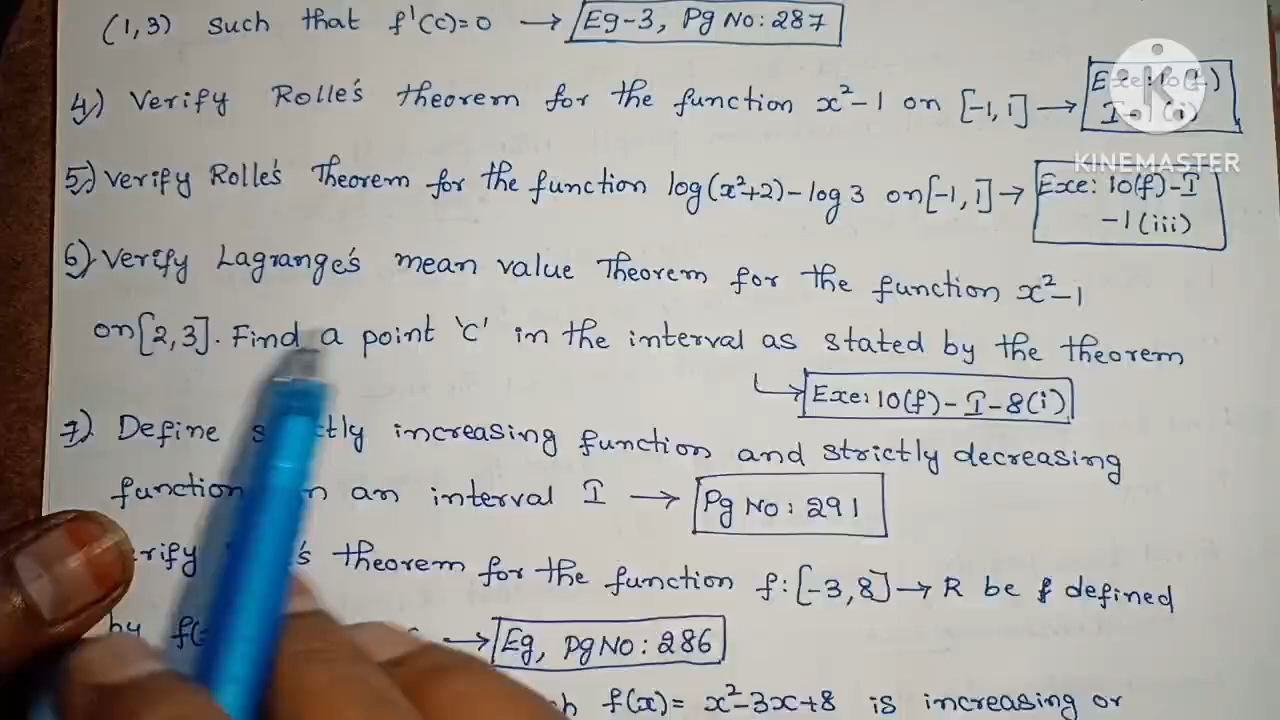 (1,3) such that f'(c)=0 → Eg-3, Pg No: 287
4) Verify Rolle's theorem for the function x²-1 on [-1,1] →
KINEMASTER
5) Verify Rolle's Theorem for the function log(x²+2)-log 3 on [-1,1] → Exe: 10(f)-I
-1(iii)
6) Verify Lagrange's mean value Theorem for the function x²-1
on [2,3]. Find a point 'c' in the interval as stated by the theorem
→ Exe: 10(f)-I-8(i)
7) Define increasing function and strictly decreasing
function an interval I → Pg No: 291
theorem for the function f:[-3,8] → R be f defined
by → Eg, Pg No: 286
f(x)= x²-3x+8 is increasing or